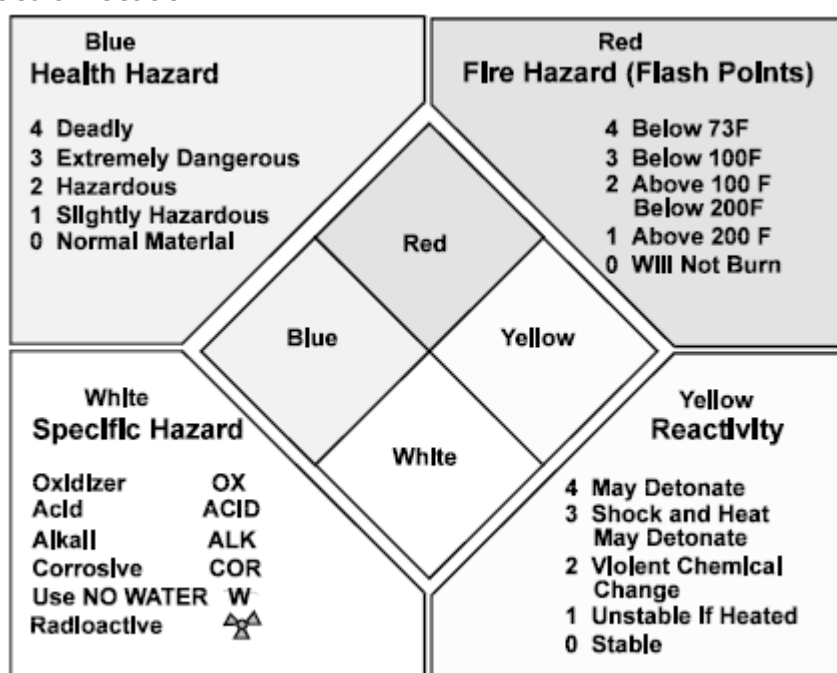 Blue
Health Hazard
4 Deadly
3 Extremely Dangerous
2 Hazardous
1 Slightly Hazardous
0 Normal Material
Red
Fire Hazard (Flash Points)
4 Below 73F
3 Below 100F
2 Above 100 F
Below 200F
1 Above 200 F
0 Will Not Burn
Red
Blue
Yellow
White
White
Specific Hazard
Oxidizer OX
Acid ACID
Alkali ALK
Corrosive COR
Use NO WATER W
Radioactive
Yellow
Reactivity
4 May Detonate
3 Shock and Heat
May Detonate
2 Violent Chemical
Change
1 Unstable if Heated
0 Stable